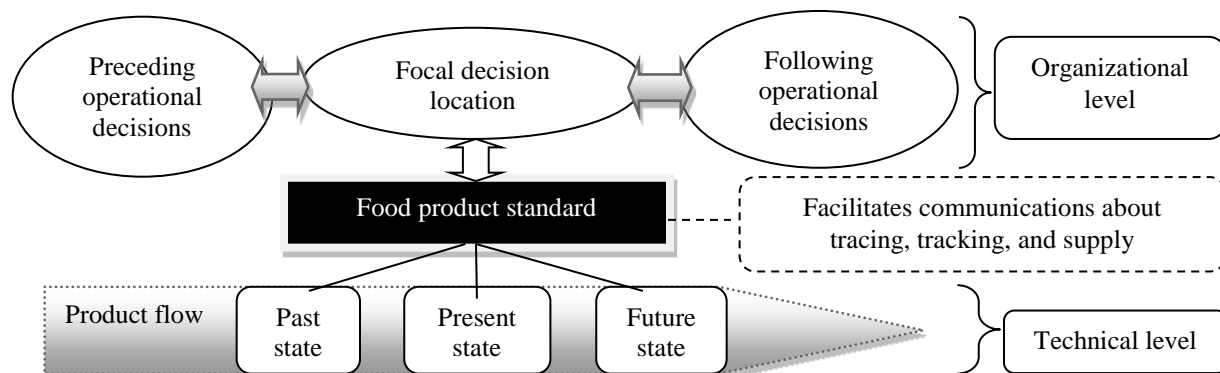 Preceding
operational
decisions
Focal decision
location
Following
operational
decisions
Organizational
level
Food product standard
Facilitates communications about
tracing, tracking, and supply
Product flow
Past
state
Present
state
Future
state
Technical level